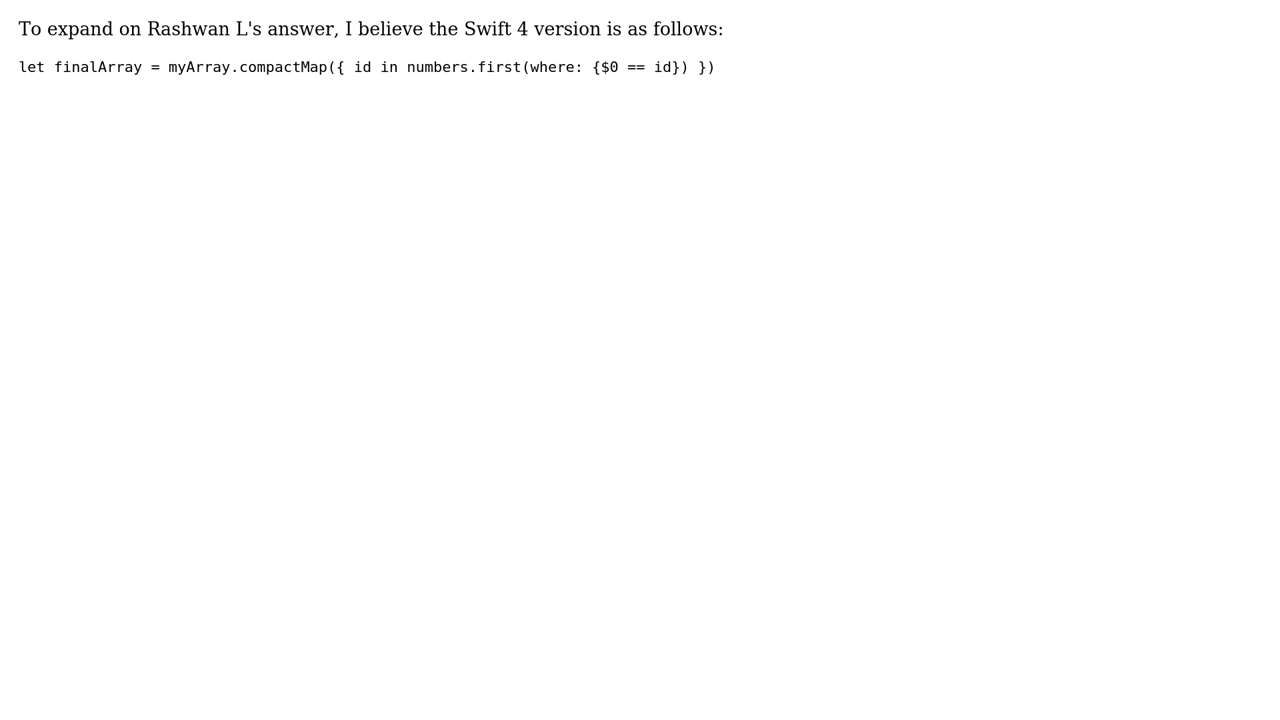 To expand on Rashwan L's answer, I believe the Swift 4 version is as follows:
let finalArray = myArray.compactMap({ id in numbers.first(where: {$0 == id}) })